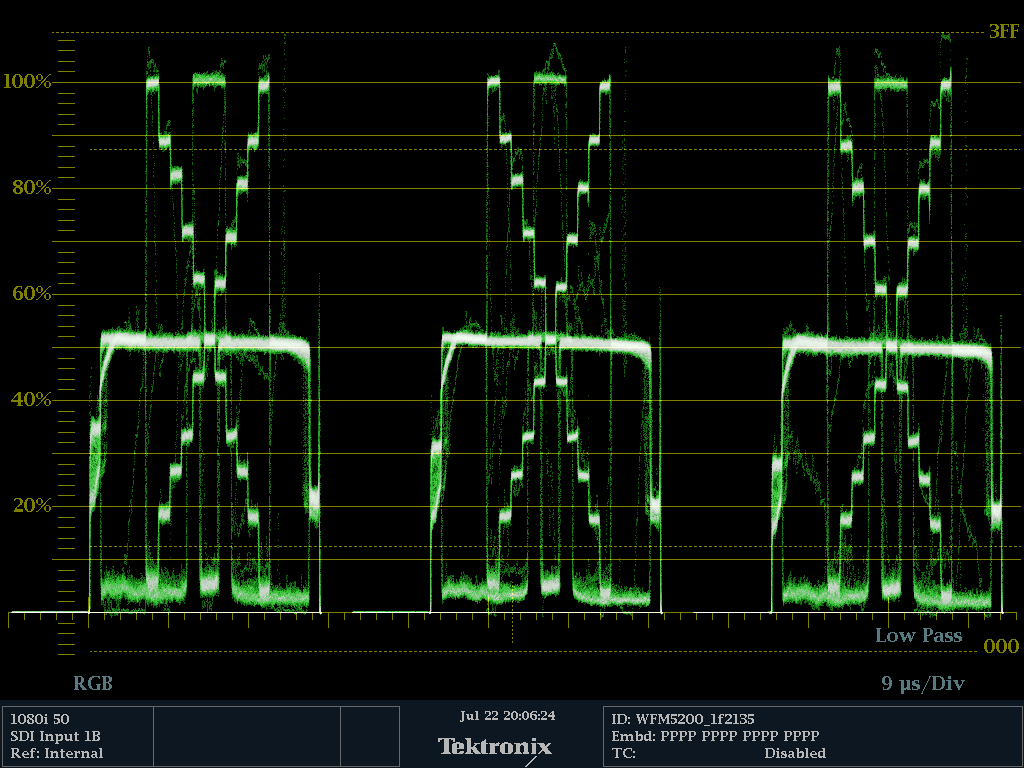 3FF
100%
80%
60%
40%
20%
Low Pass
000
RGB
9 µs/Div
1080i 50
SDI Input 1B
Ref: Internal
Jul 22 20:06:24
Tektronix
ID: WFM5200_1f2135
Embd: PPPP PPPP PPPP PPPP
TC: Disabled